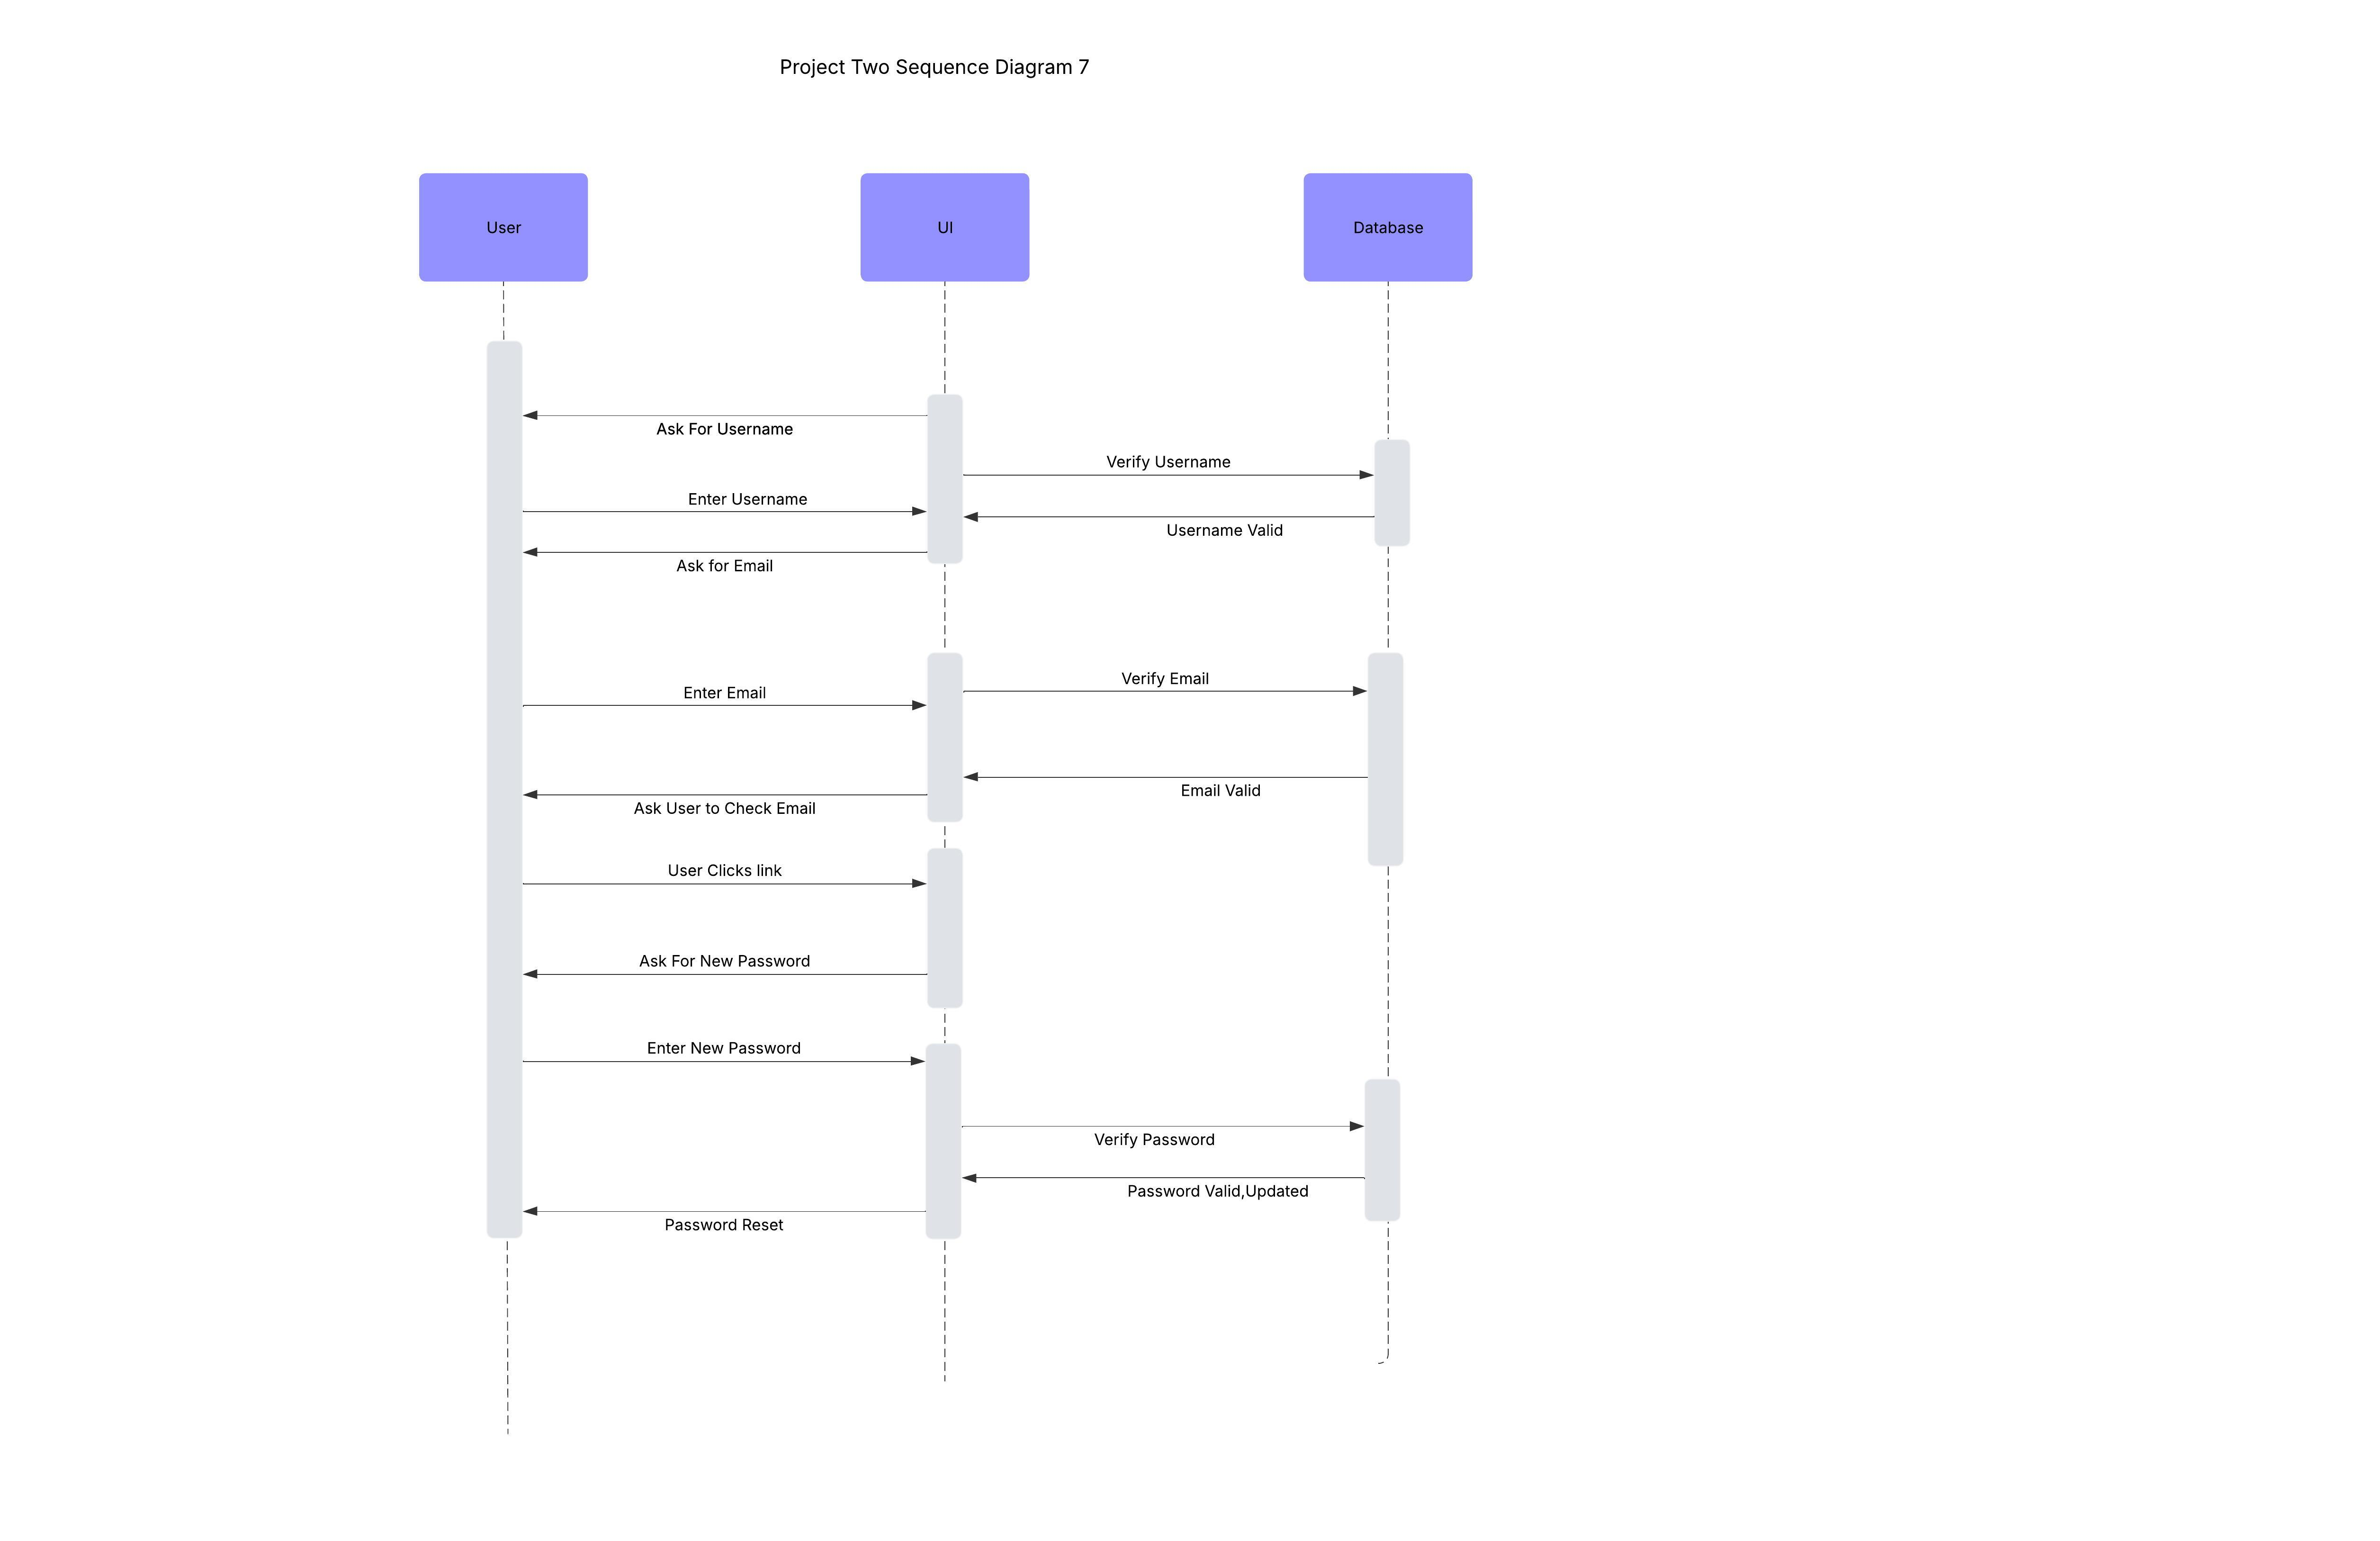 Project Two Sequence Diagram 7
User
UI
Database
Ask For Username
Verify Username
Enter Username
Username Valid
Ask for Email
Verify Email
Enter Email
Email Valid
Ask User to Check Email
User Clicks link
Ask For New Password
Enter New Password
Verify Password
Password Valid,Updated
Password Reset